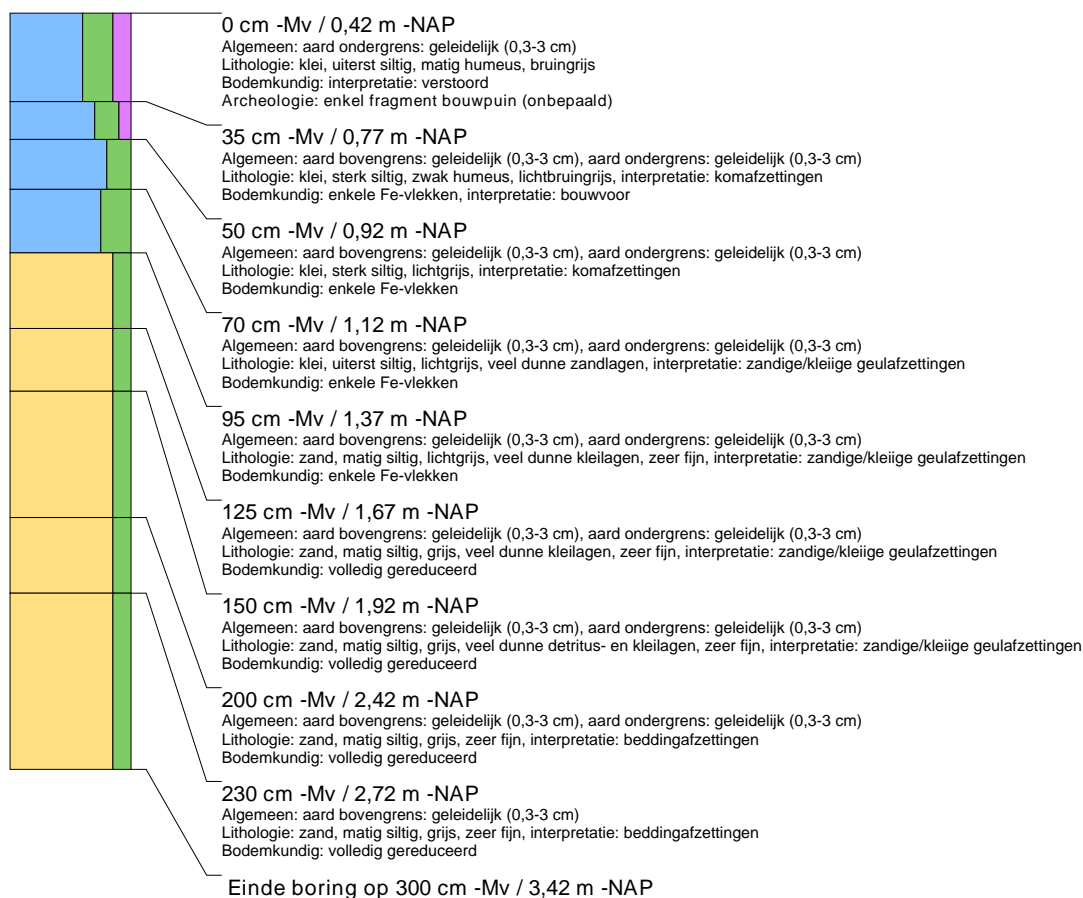 0 cm -Mv / 0,42 m -NAP
Algemeen: aard ondergrens: geleidelijk (0,3-3 cm)
Lithologie: klei, uiterst siltig, matig humeus, bruingrijs
Bodemkundig: interpretatie: verstoord
Archeologie: enkel fragment bouwpuin (onbepaald)
35 cm -Mv / 0,77 m -NAP
Algemeen: aard bovengrens: geleidelijk (0,3-3 cm), aard ondergrens: geleidelijk (0,3-3 cm)
Lithologie: klei, sterk siltig, zwak humeus, lichtbruingrijs, interpretatie: komafzettingen
Bodemkundig: enkele Fe-vlekken, interpretatie: bouwvoor
50 cm -Mv / 0,92 m -NAP
Algemeen: aard bovengrens: geleidelijk (0,3-3 cm), aard ondergrens: geleidelijk (0,3-3 cm)
Lithologie: klei, sterk siltig, lichtgrijs, interpretatie: komafzettingen
Bodemkundig: enkele Fe-vlekken
70 cm -Mv / 1,12 m -NAP
Algemeen: aard bovengrens: geleidelijk (0,3-3 cm), aard ondergrens: geleidelijk (0,3-3 cm)
Lithologie: klei, uiterst siltig, lichtgrijs, veel dunne zandlagen, interpretatie: zandige/kleiige geulafzettingen
Bodemkundig: enkele Fe-vlekken
95 cm -Mv / 1,37 m -NAP
Algemeen: aard bovengrens: geleidelijk (0,3-3 cm), aard ondergrens: geleidelijk (0,3-3 cm)
Lithologie: zand, matig siltig, lichtgrijs, veel dunne kleilagen, zeer fijn, interpretatie: zandige/kleiige geulafzettingen
Bodemkundig: enkele Fe-vlekken
125 cm -Mv / 1,67 m -NAP
Algemeen: aard bovengrens: geleidelijk (0,3-3 cm), aard ondergrens: geleidelijk (0,3-3 cm)
Lithologie: zand, matig siltig, grijs, veel dunne kleilagen, zeer fijn, interpretatie: zandige/kleiige geulafzettingen
Bodemkundig: volledig gereduceerd
150 cm -Mv / 1,92 m -NAP
Algemeen: aard bovengrens: geleidelijk (0,3-3 cm), aard ondergrens: geleidelijk (0,3-3 cm)
Lithologie: zand, matig siltig, grijs, veel dunne detritus- en kleilagen, zeer fijn, interpretatie: zandige/kleiige geulafzettingen
Bodemkundig: volledig gereduceerd
200 cm -Mv / 2,42 m -NAP
Algemeen: aard bovengrens: geleidelijk (0,3-3 cm), aard ondergrens: geleidelijk (0,3-3 cm)
Lithologie: zand, matig siltig, grijs, zeer fijn, interpretatie: beddingafzettingen
Bodemkundig: volledig gereduceerd
230 cm -Mv / 2,72 m -NAP
Algemeen: aard bovengrens: geleidelijk (0,3-3 cm)
Lithologie: zand, matig siltig, grijs, zeer fijn, interpretatie: beddingafzettingen
Bodemkundig: volledig gereduceerd
Einde boring op 300 cm -Mv / 3,42 m -NAP